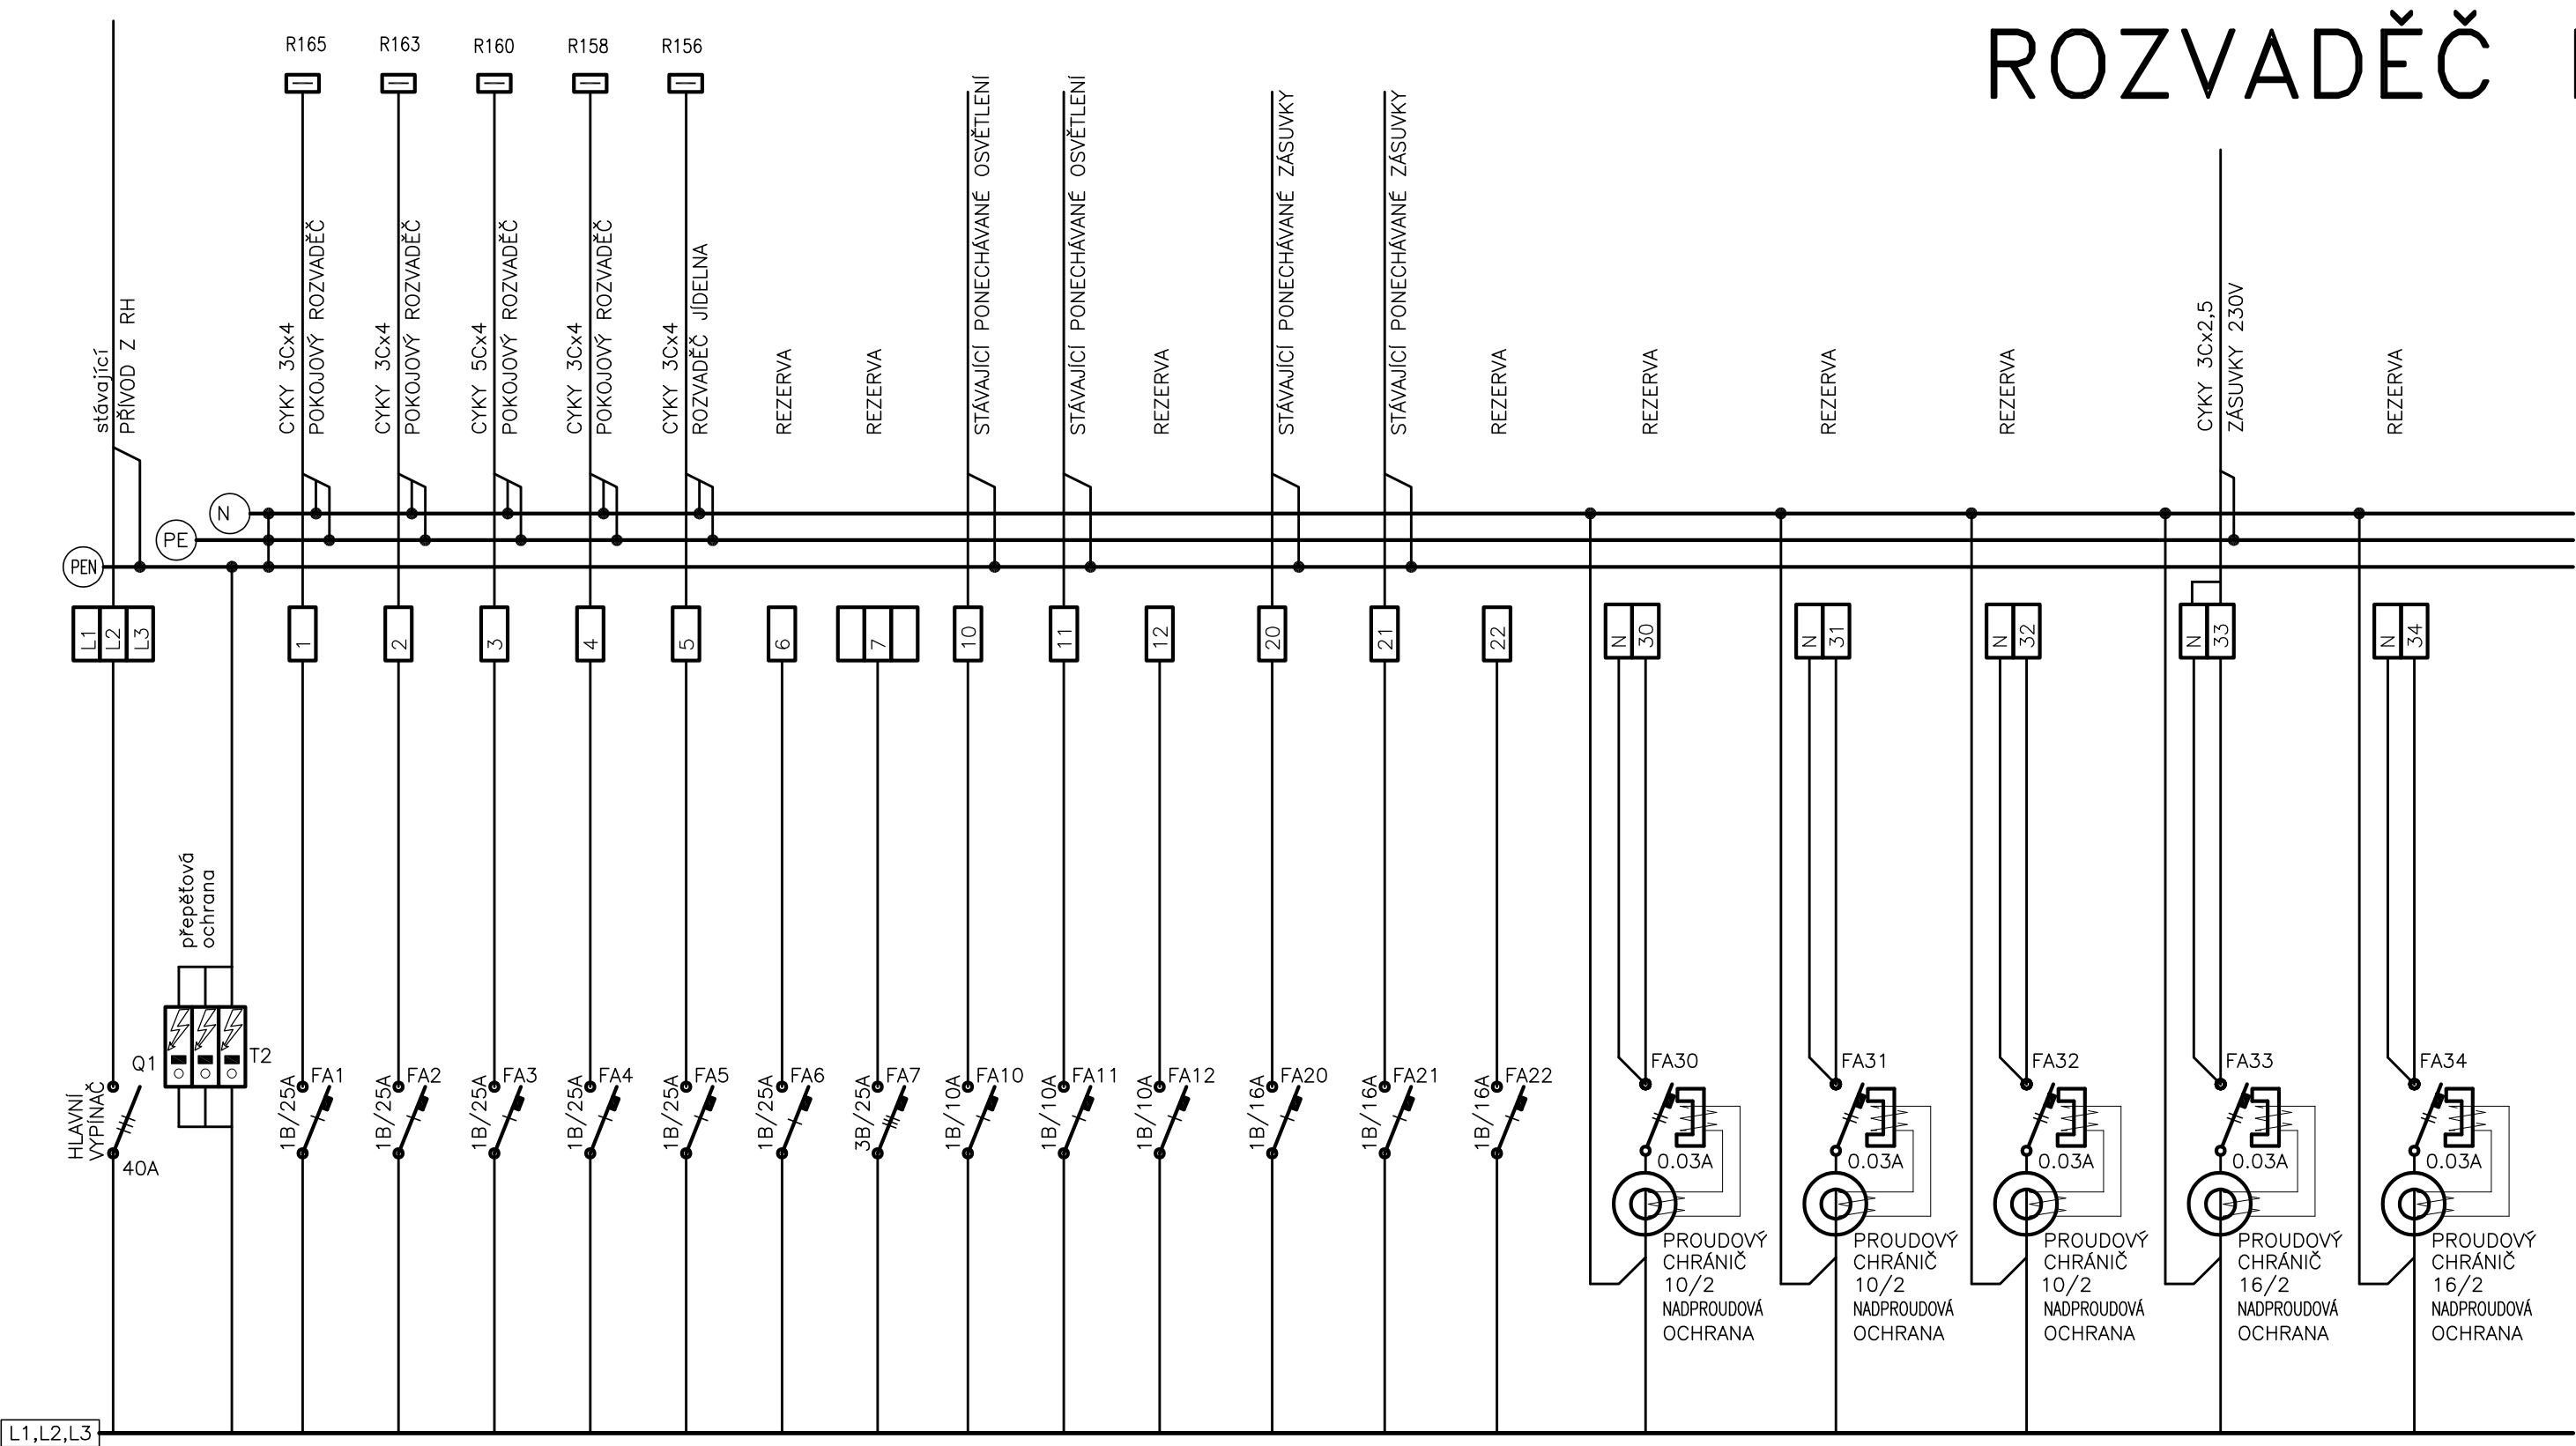 ROZVADĚČ
R165
R163
R160
R158
R156
stávající
PŘÍVOD Z RH
CYKY 3Cx4
POKOJOVÝ ROZVADĚČ
CYKY 3Cx4
POKOJOVÝ ROZVADĚČ
CYKY 5Cx4
POKOJOVÝ ROZVADĚČ
CYKY 3Cx4
POKOJOVÝ ROZVADĚČ
CYKY 3Cx4
ROZVADĚČ JÍDELNA
REZERVA
REZERVA
STÁVAJÍCÍ PONECHÁVANÉ OSVĚTLENÍ
STÁVAJÍCÍ PONECHÁVANÉ OSVĚTLENÍ
REZERVA
STÁVAJÍCÍ PONECHÁVANÉ ZÁSUVKY
STÁVAJÍCÍ PONECHÁVANÉ ZÁSUVKY
REZERVA
REZERVA
REZERVA
REZERVA
CYKY 3Cx2,5
ZÁSUVKY 230V
REZERVA
N
PE
PEN
L1
L2
L3
1
2
3
4
5
6
7
10
11
12
20
21
22
N
30
N
31
N
32
N
33
N
34
přepěťová
ochrana
HLAVNÍ
VYPÍNAČ
Q1
40A
T2
1B/25A
FA1
1B/25A
FA2
1B/25A
FA3
1B/25A
FA4
1B/25A
FA5
1B/25A
FA6
3B/25A
FA7
1B/10A
FA10
1B/10A
FA11
1B/10A
FA12
1B/16A
FA20
1B/16A
FA21
1B/16A
FA22
FA30
0.03A
PROUDOVÝ
CHRÁNIČ
10/2
NADPROUDOVÁ
OCHRANA
FA31
0.03A
PROUDOVÝ
CHRÁNIČ
10/2
NADPROUDOVÁ
OCHRANA
FA32
0.03A
PROUDOVÝ
CHRÁNIČ
10/2
NADPROUDOVÁ
OCHRANA
FA33
0.03A
PROUDOVÝ
CHRÁNIČ
16/2
NADPROUDOVÁ
OCHRANA
FA34
0.03A
PROUDOVÝ
CHRÁNIČ
16/2
NADPROUDOVÁ
OCHRANA
L1,L2,L3